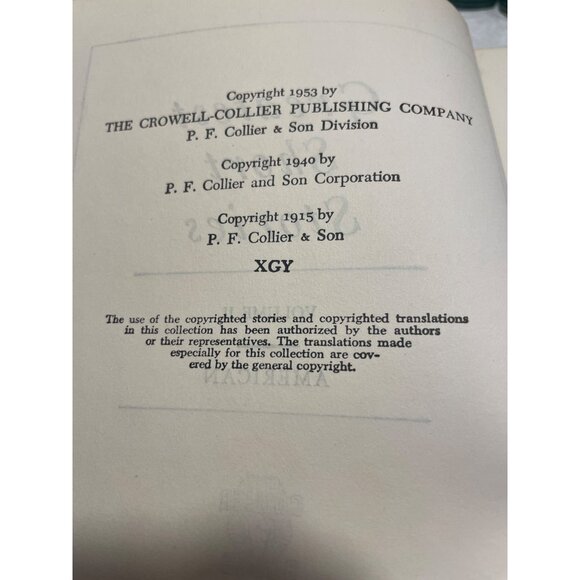 Copyright 1953 by
THE CROWELL-COLLIER PUBLISHING COMPANY
P. F. Collier & Son Division
Copyright 1940 by
P. F. Collier and Son Corporation
Copyright 1915 by
P. F. Collier & Son
XGY
The use of the copyrighted stories and copyrighted translations
in this collection has been authorized by the authors
or their representatives. The translations made
especially for this collection are cov-
ered by the general copyright.